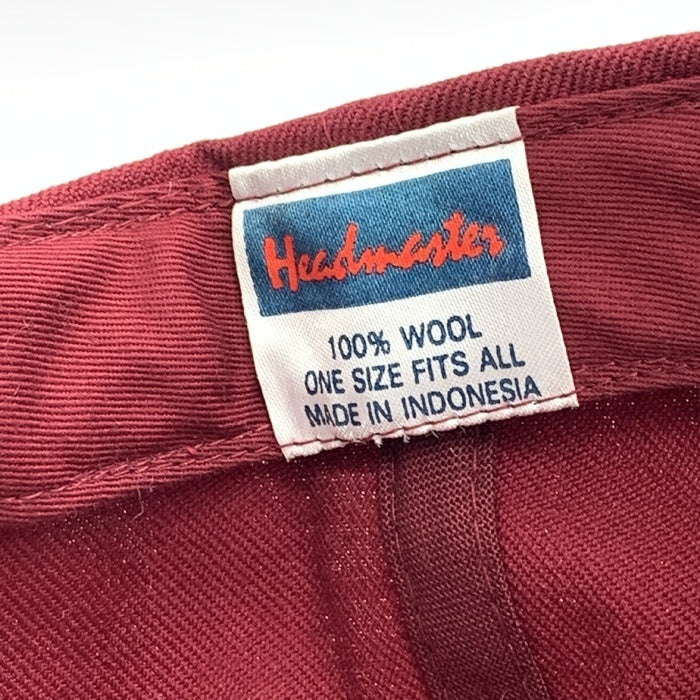 Headmaster
100% WOOL
ONE SIZE FITS ALL
MADE IN INDONESIA